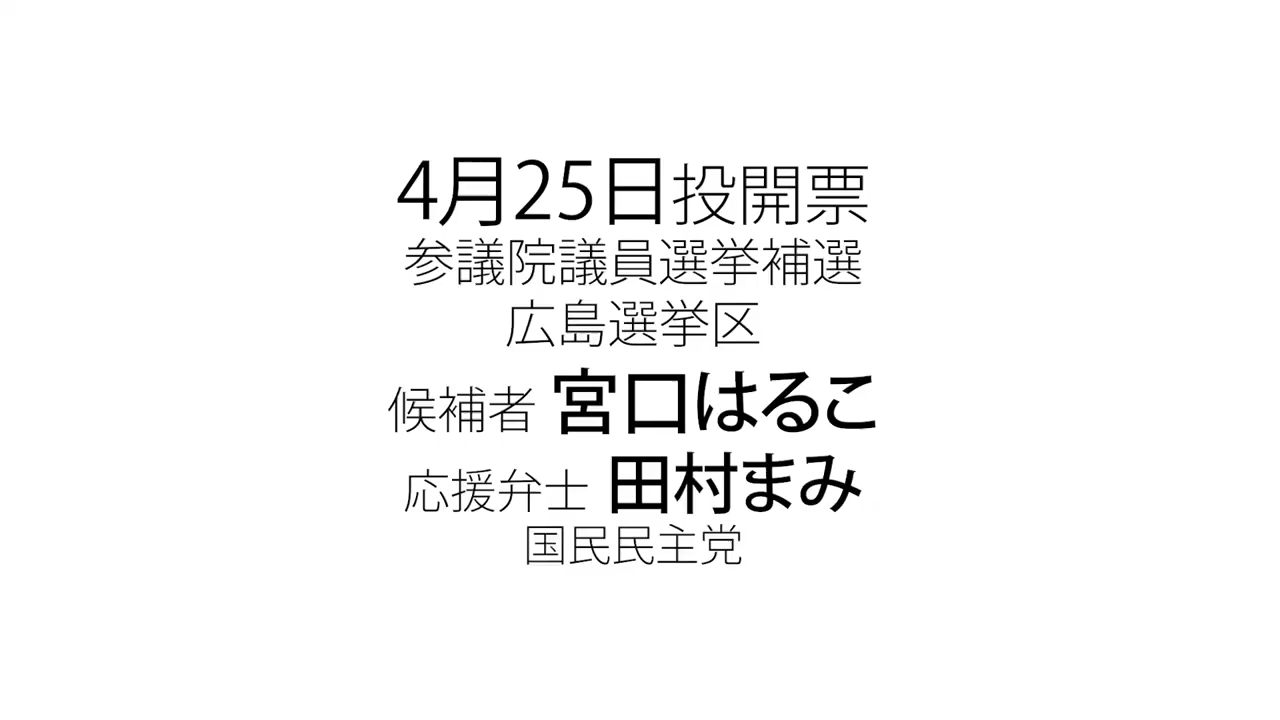 4月25日投開票
参議院議員選挙補選
広島選挙区
候補者 宮口はるこ
応援弁士 田村まみ
国民民主党